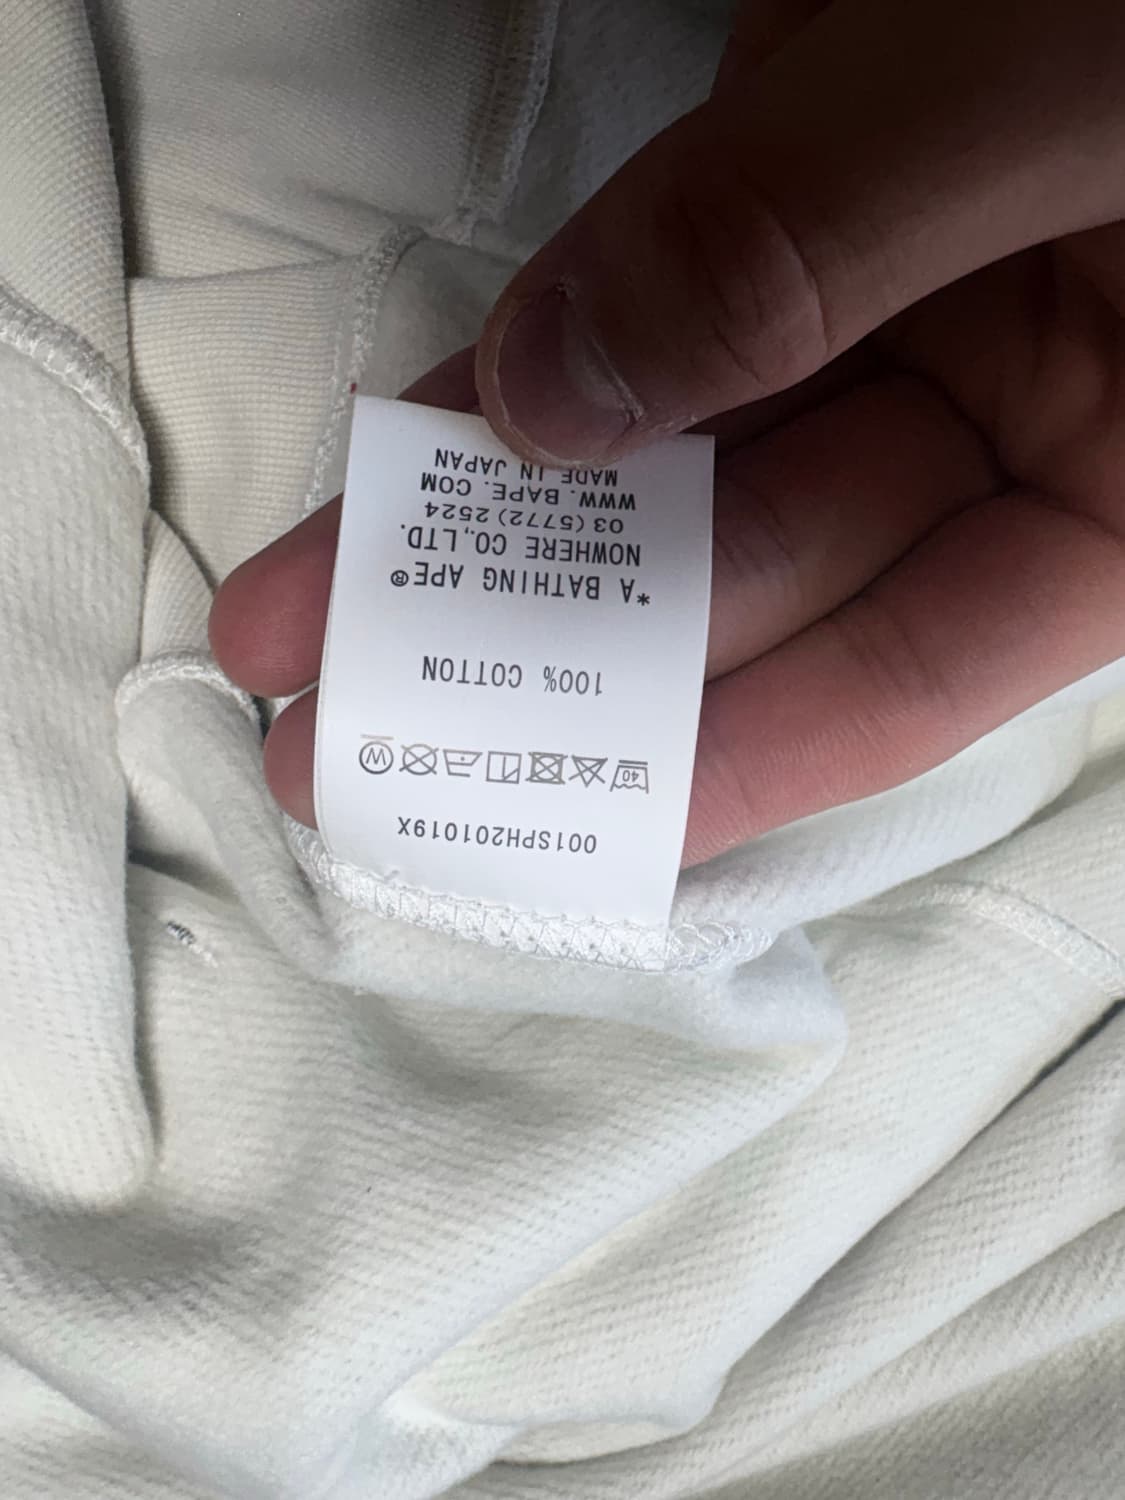 001SPH201019X
40 W
100% COTTON
*A BATHING APE®
NOWHERE CO.,LTD.
03(5772)2524
WWW.BAPE.COM
MADE IN JAPAN